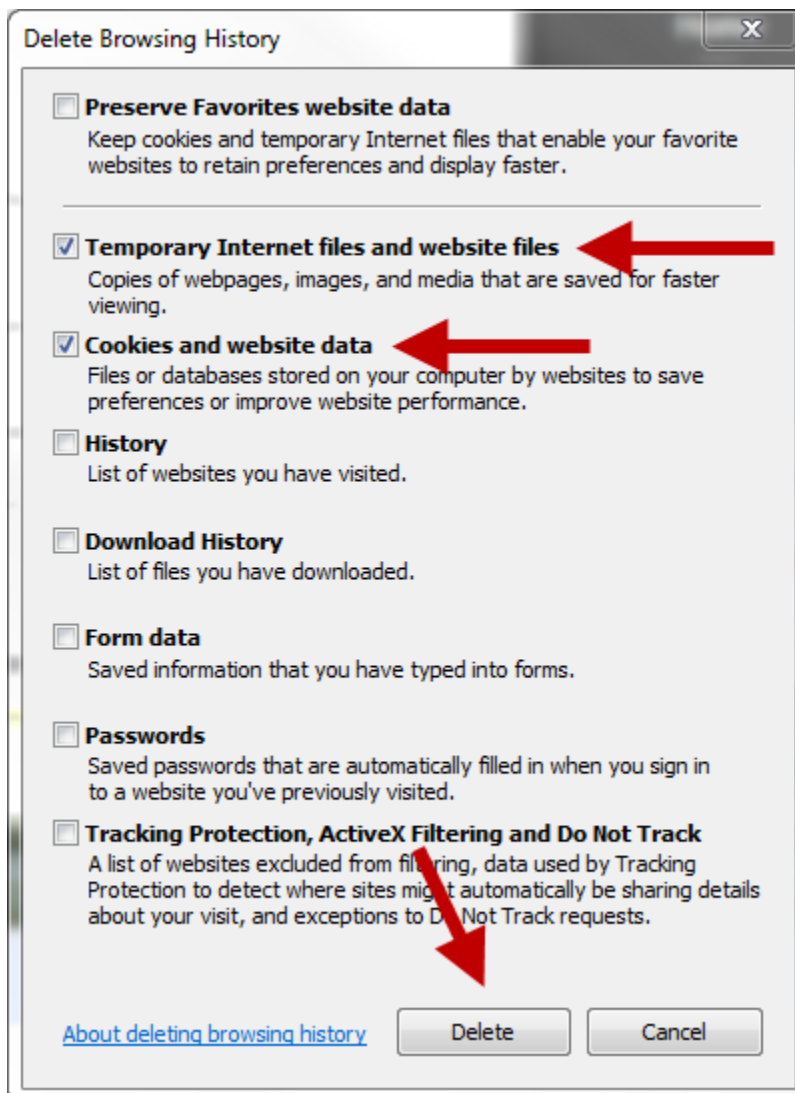 Delete Browsing History
Preserve Favorites website data
Keep cookies and temporary Internet files that enable your favorite
websites to retain preferences and display faster.
Temporary Internet files and website files
Copies of webpages, images, and media that are saved for faster
viewing.
Cookies and website data
Files or databases stored on your computer by websites to save
preferences or improve website performance.
History
List of websites you have visited.
Download History
List of files you have downloaded.
Form data
Saved information that you have typed into forms.
Passwords
Saved passwords that are automatically filled in when you sign in
to a website you've previously visited.
Tracking Protection, ActiveX Filtering and Do Not Track
A list of websites excluded from filtering, data used by Tracking
Protection to detect where sites might automatically be sharing details
about your visit, and exceptions to Do Not Track requests.
About deleting browsing history
Delete
Cancel